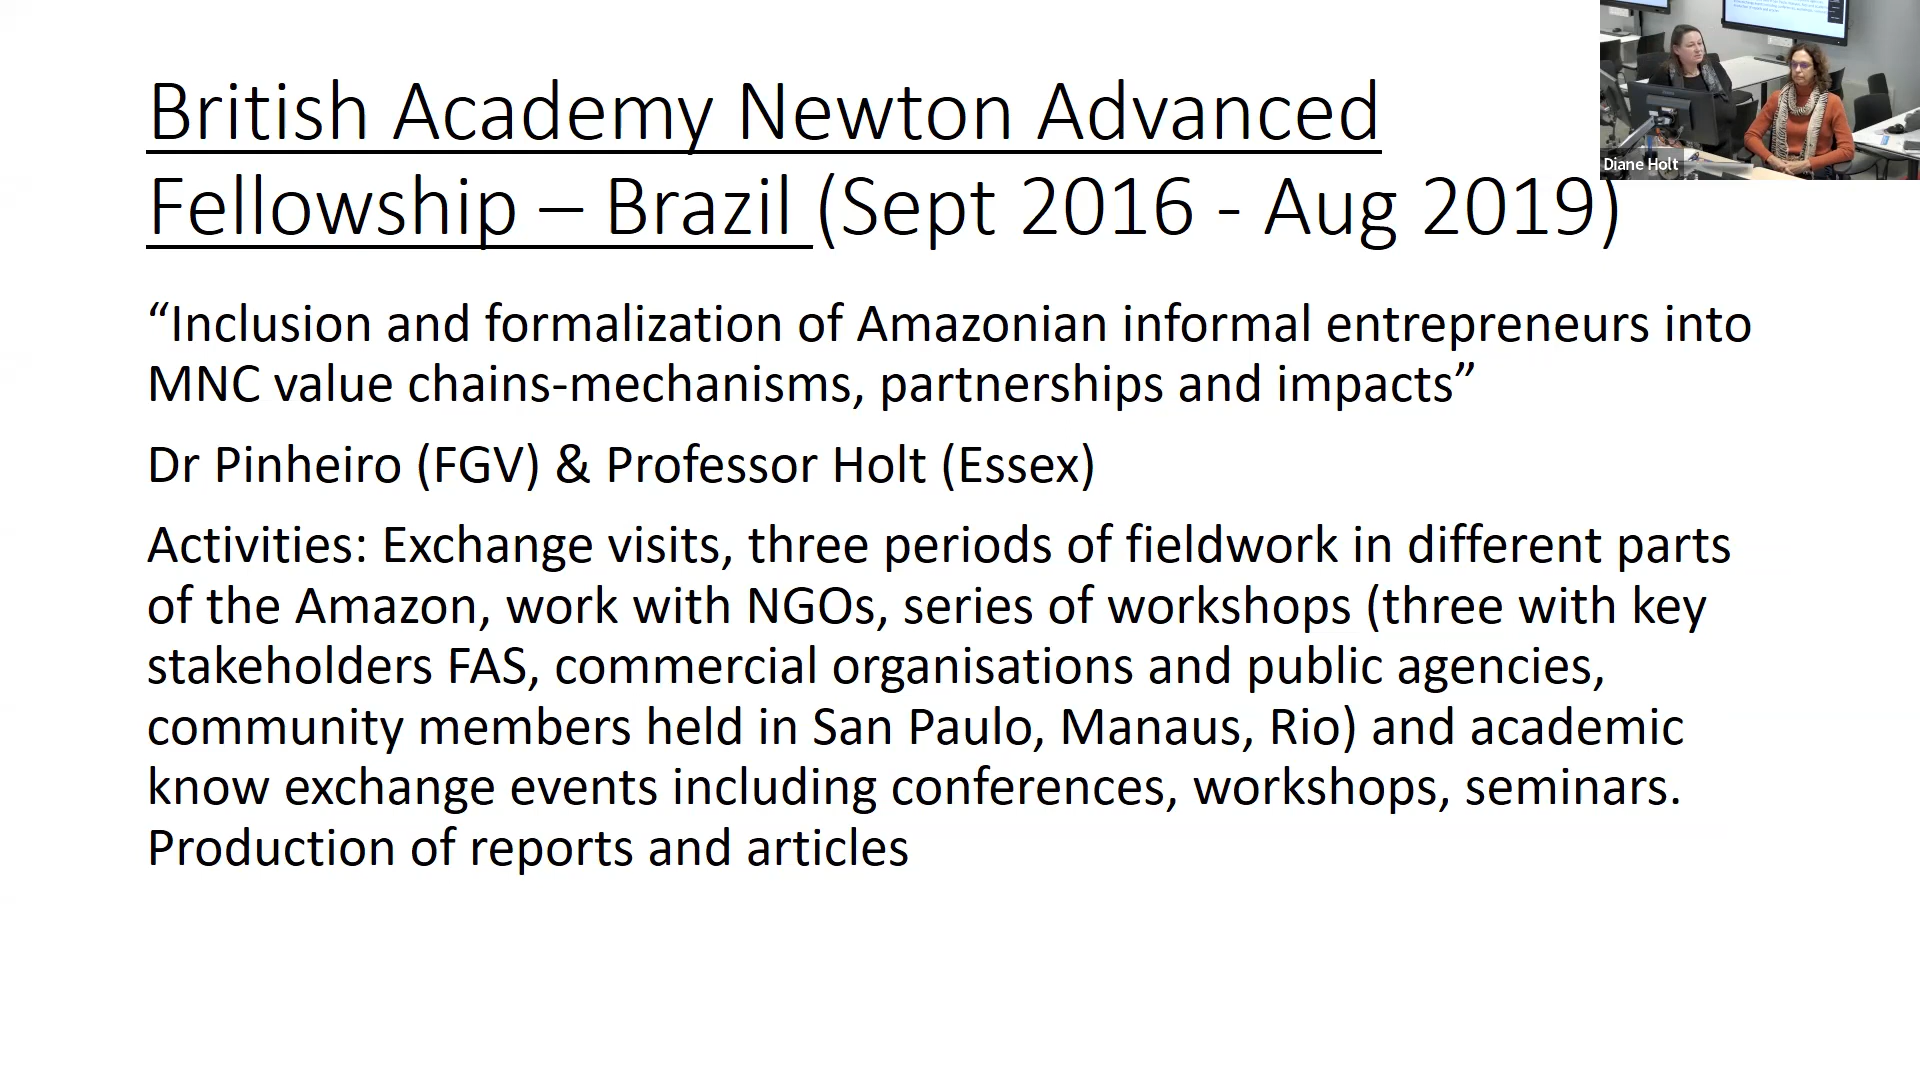 British Academy Newton Advanced
Fellowship – Brazil (Sept 2016 - Aug 2019)
Diane Holt
“Inclusion and formalization of Amazonian informal entrepreneurs into
MNC value chains-mechanisms, partnerships and impacts”
Dr Pinheiro (FGV) & Professor Holt (Essex)
Activities: Exchange visits, three periods of fieldwork in different parts
of the Amazon, work with NGOs, series of workshops (three with key
stakeholders FAS, commercial organisations and public agencies,
community members held in San Paulo, Manaus, Rio) and academic
know exchange events including conferences, workshops, seminars.
Production of reports and articles